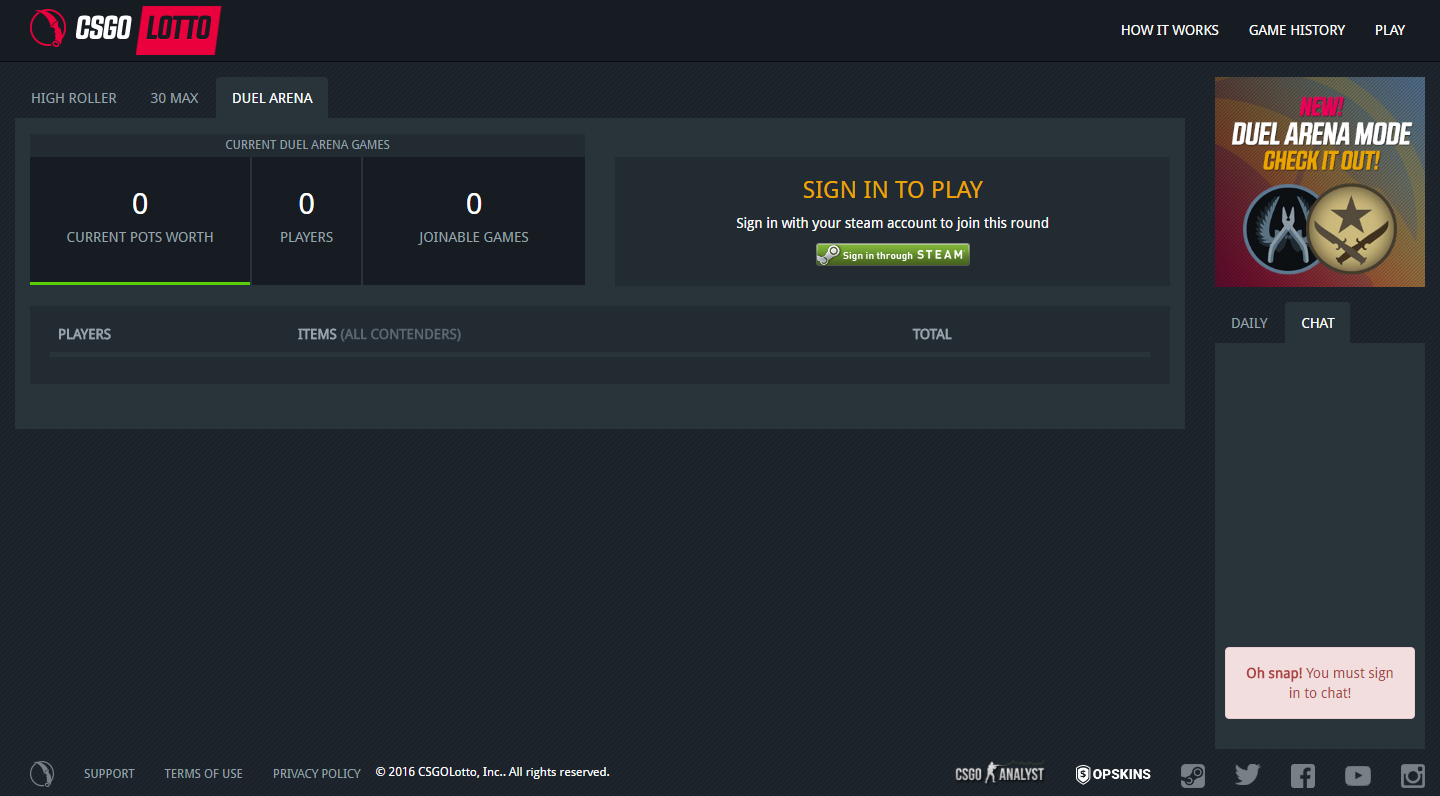 CSGO LOTTO
HOW IT WORKS GAME HISTORY PLAY
HIGH ROLLER 30 MAX DUEL ARENA
CURRENT DUEL ARENA GAMES
0 0 0
CURRENT POTS WORTH PLAYERS JOINABLE GAMES
SIGN IN TO PLAY
Sign in with your steam account to join this round
Sign in through STEAM
PLAYERS ITEMS (ALL CONTENDERS) TOTAL
NEW!
DUEL ARENA MODE
CHECK IT OUT!
DAILY CHAT
Oh snap! You must sign
in to chat!
SUPPORT TERMS OF USE PRIVACY POLICY © 2016 CSGOLotto, Inc.. All rights reserved.
CSGO ANALYST OPSKINS